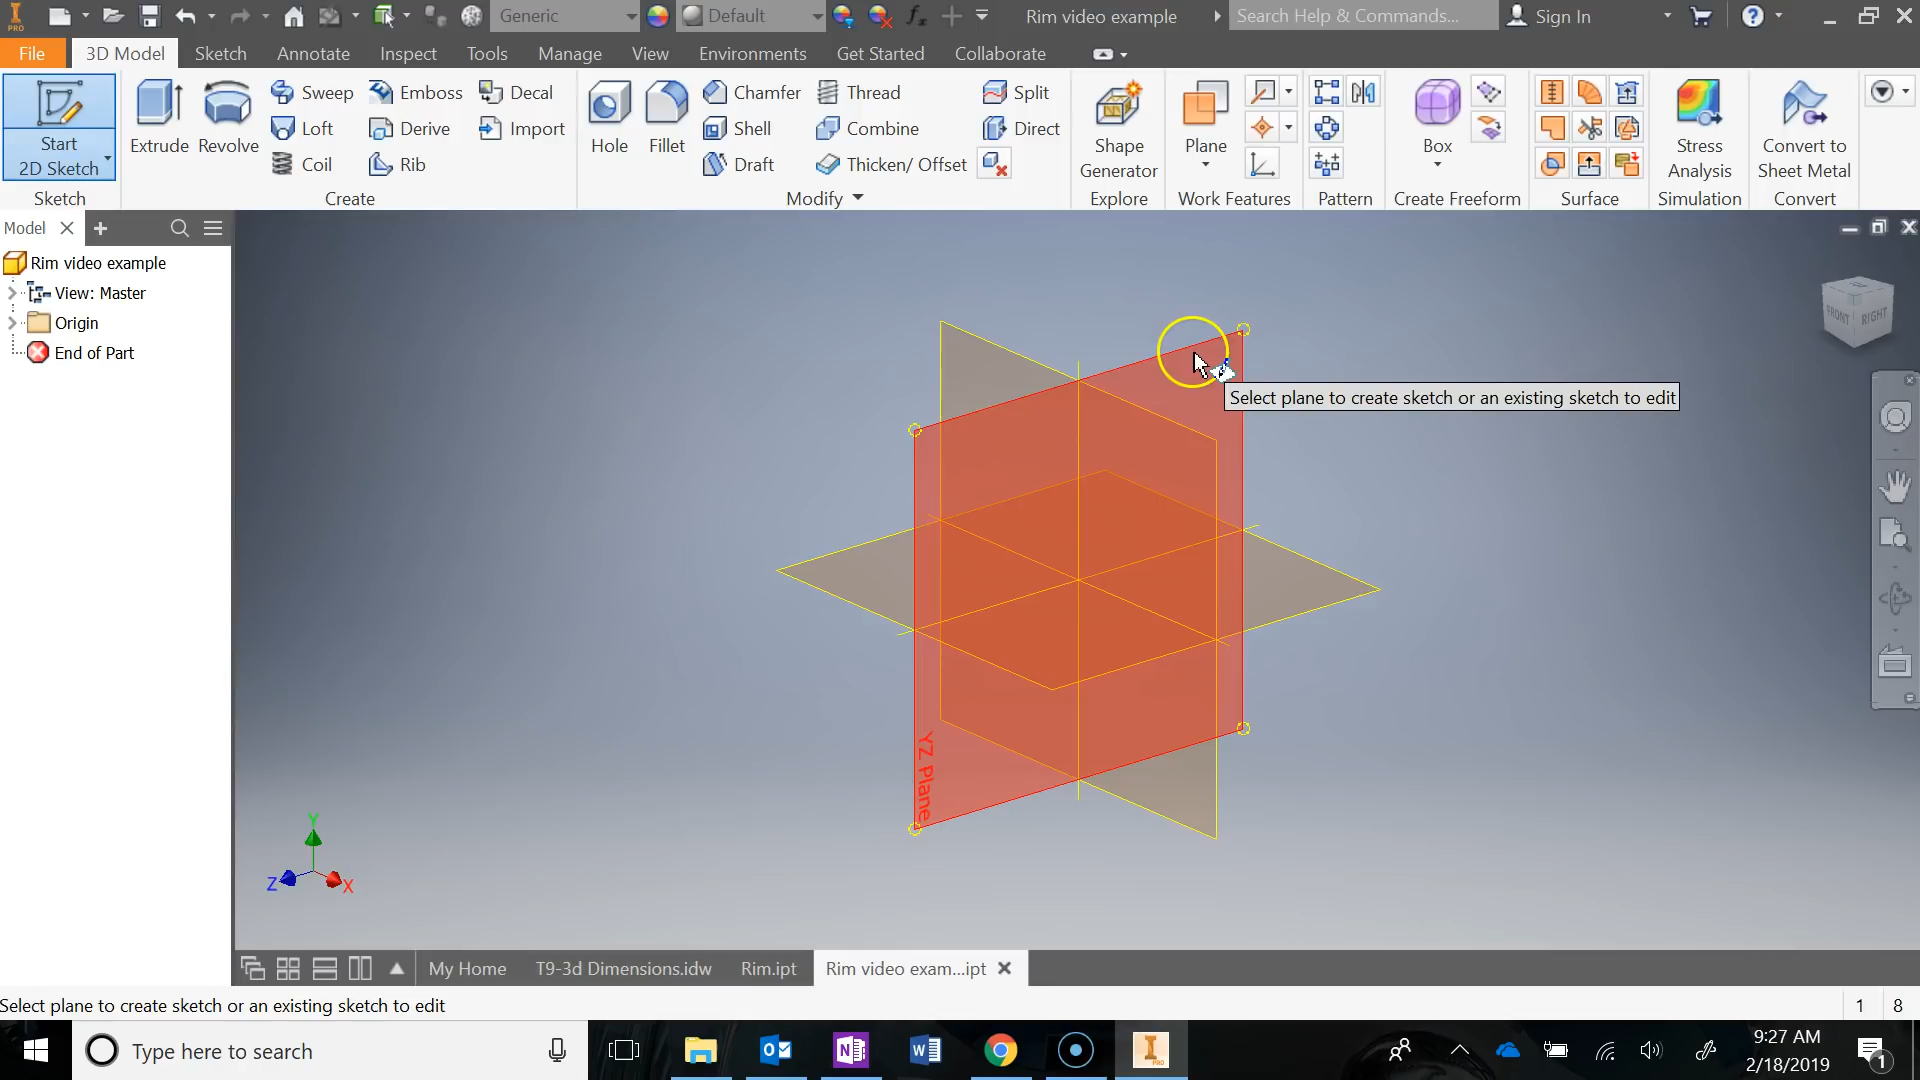 PRO
Generic
Default
fx
Rim video example
Search Help & Commands...
Sign In
File
3D Model
Sketch
Annotate
Inspect
Tools
Manage
View
Environments
Get Started
Collaborate
Start
2D Sketch
Extrude
Revolve
Sweep
Loft
Coil
Emboss
Derive
Rib
Decal
Import
Hole
Fillet
Chamfer
Shell
Draft
Thread
Combine
Thicken/ Offset
Split
Direct
Shape
Generator
Plane
Box
Stress
Analysis
Convert to
Sheet Metal
Sketch
Create
Modify
Explore
Work Features
Pattern
Create Freeform
Surface
Simulation
Convert
Model
Rim video example
View: Master
Origin
End of Part
FRONT
RIGHT
Select plane to create sketch or an existing sketch to edit
YZ Plane
Y
Z
X
My Home
T9-3d Dimensions.idw
Rim.ipt
Rim video exam...ipt
Select plane to create sketch or an existing sketch to edit
1
8
Type here to search
9:27 AM
2/18/2019
1